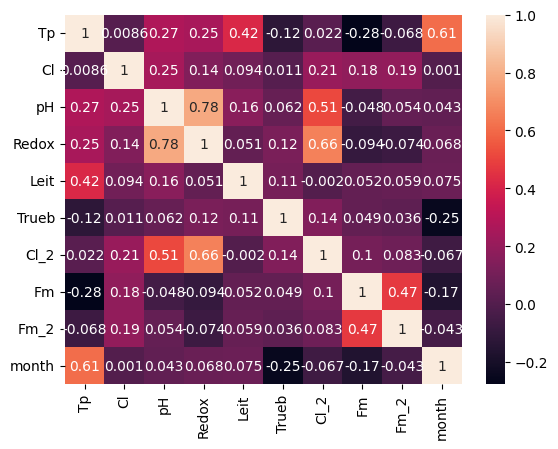 Tp 1 0.0086 0.27 0.25 0.42 -0.12 0.022 -0.28 -0.068 0.61
Cl 0.0086 1 0.25 0.14 0.094 0.011 0.21 0.18 0.19 0.001
pH 0.27 0.25 1 0.78 0.16 0.062 0.51 -0.048 0.054 0.043
Redox 0.25 0.14 0.78 1 0.051 0.12 0.66 -0.094 -0.074 0.068
Leit 0.42 0.094 0.16 0.051 1 0.11 -0.002 0.052 0.059 0.075
Trueb -0.12 0.011 0.062 0.12 0.11 1 0.14 0.049 0.036 -0.25
Cl_2 0.022 0.21 0.51 0.66 -0.002 0.14 1 0.1 0.083 -0.067
Fm -0.28 0.18 -0.048 -0.094 0.052 0.049 0.1 1 0.47 -0.17
Fm_2 -0.068 0.19 0.054 -0.074 0.059 0.036 0.083 0.47 1 -0.043
month 0.61 0.001 0.043 0.068 0.075 -0.25 -0.067 -0.17 -0.043 1
Tp Cl pH Redox Leit Trueb Cl_2 Fm Fm_2 month
1.0
0.8
0.6
0.4
0.2
0.0
−0.2